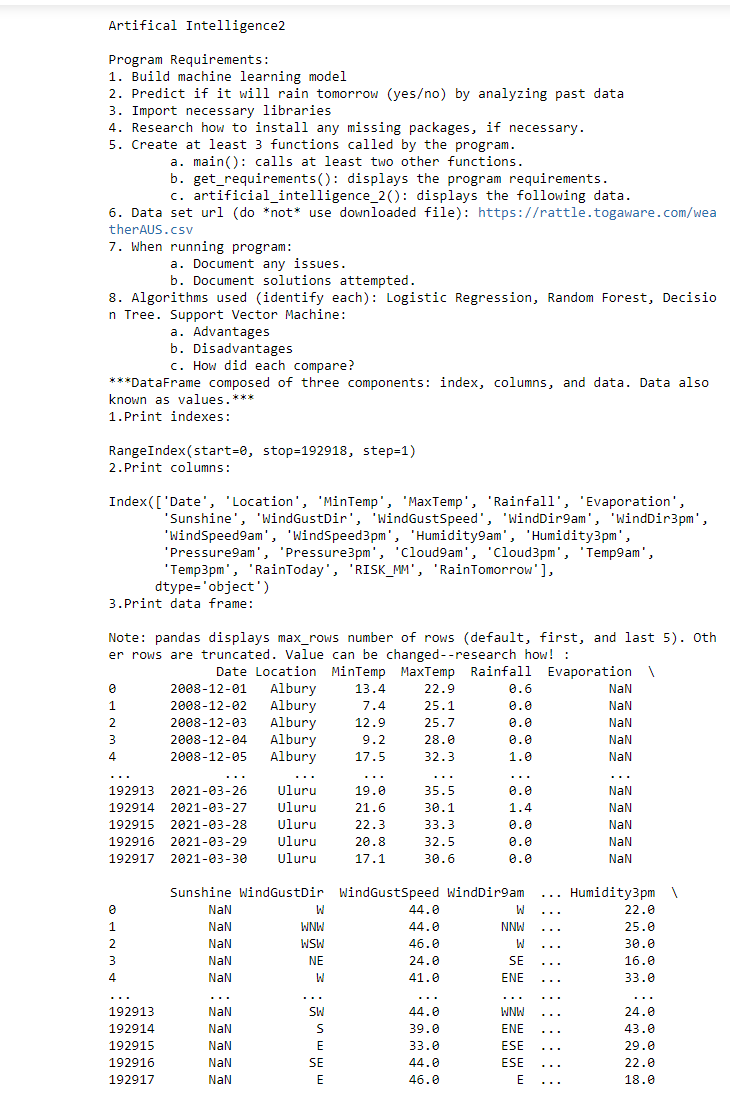 Artifical Intelligence2
Program Requirements:
1. Build machine learning model
2. Predict if it will rain tomorrow (yes/no) by analyzing past data
3. Import necessary libraries
4. Research how to install any missing packages, if necessary.
5. Create at least 3 functions called by the program.
a. main(): calls at least two other functions.
b. get_requirements(): displays the program requirements.
c. artificial_intelligence_2(): displays the following data.
6. Data set url (do *not* use downloaded file): https://rattle.togaware.com/wea
therAUS.csv
7. When running program:
a. Document any issues.
b. Document solutions attempted.
8. Algorithms used (identify each): Logistic Regression, Random Forest, Decisio
n Tree. Support Vector Machine:
a. Advantages
b. Disadvantages
c. How did each compare?
***DataFrame composed of three components: index, columns, and data. Data also
known as values.***
1.Print indexes:
RangeIndex(start=0, stop=192918, step=1)
2.Print columns:
Index(['Date', 'Location', 'MinTemp', 'MaxTemp', 'Rainfall', 'Evaporation',
'Sunshine', 'WindGustDir', 'WindGustSpeed', 'WindDir9am', 'WindDir3pm',
'WindSpeed9am', 'WindSpeed3pm', 'Humidity9am', 'Humidity3pm',
'Pressure9am', 'Pressure3pm', 'Cloud9am', 'Cloud3pm', 'Temp9am',
'Temp3pm', 'RainToday', 'RISK_MM', 'RainTomorrow'],
dtype='object')
3.Print data frame:
Note: pandas displays max_rows number of rows (default, first, and last 5). Oth
er rows are truncated. Value can be changed--research how! :
Date Location MinTemp MaxTemp Rainfall Evaporation \
0 2008-12-01 Albury 13.4 22.9 0.6 NaN
1 2008-12-02 Albury 7.4 25.1 0.0 NaN
2 2008-12-03 Albury 12.9 25.7 0.0 NaN
3 2008-12-04 Albury 9.2 28.0 0.0 NaN
4 2008-12-05 Albury 17.5 32.3 1.0 NaN
... ... ... ... ... ... ...
192913 2021-03-26 Uluru 19.0 35.5 0.0 NaN
192914 2021-03-27 Uluru 21.6 30.1 1.4 NaN
192915 2021-03-28 Uluru 22.3 33.3 0.0 NaN
192916 2021-03-29 Uluru 20.8 32.5 0.0 NaN
192917 2021-03-30 Uluru 17.1 30.6 0.0 NaN
Sunshine WindGustDir WindGustSpeed WindDir9am ... Humidity3pm \
0 NaN W 44.0 W ... 22.0
1 NaN WNW 44.0 NNW ... 25.0
2 NaN WSW 46.0 W ... 30.0
3 NaN NE 24.0 SE ... 16.0
4 NaN W 41.0 ENE ... 33.0
... ... ... ... ... ... ...
192913 NaN SW 44.0 WNW ... 24.0
192914 NaN S 39.0 ENE ... 43.0
192915 NaN E 33.0 ESE ... 29.0
192916 NaN SE 44.0 ESE ... 22.0
192917 NaN E 46.0 E ... 18.0